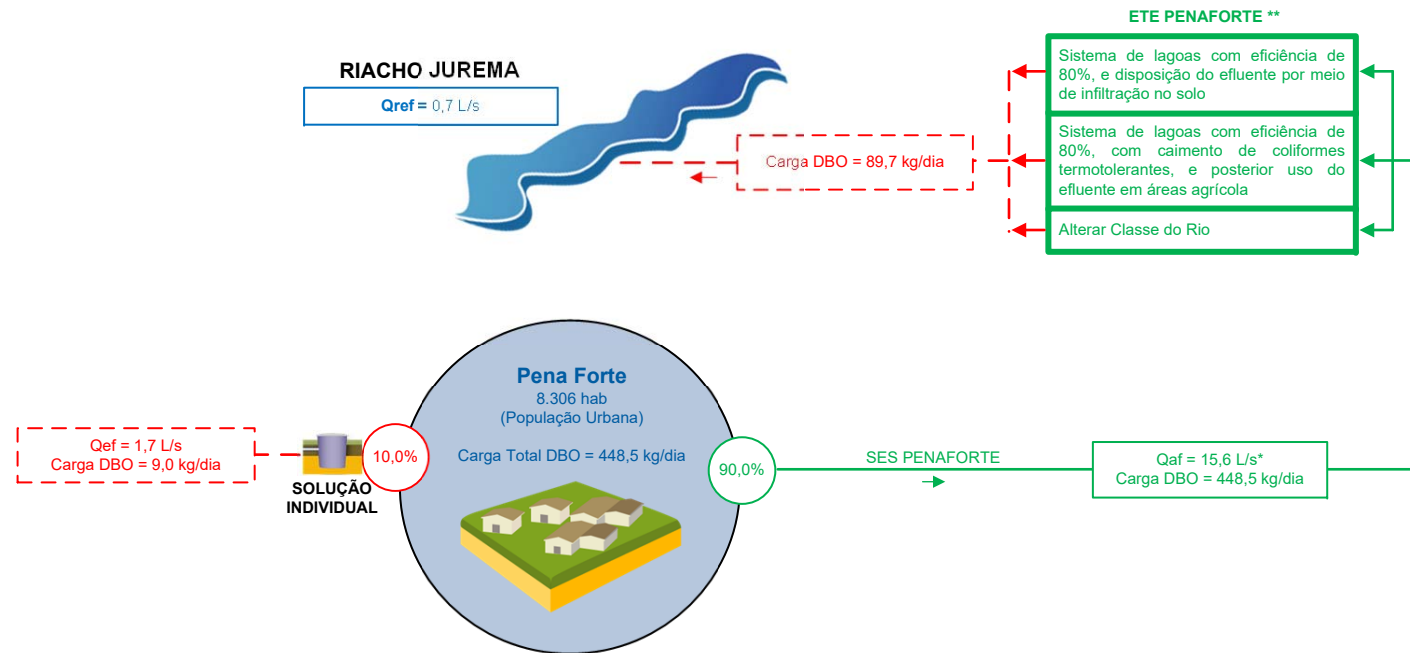 ETE PENAFORTE **
RIACHO JUREMA
Qref = 0,7 L/s
Sistema de lagoas com eficiência de
80%, e disposição do efluente por meio
de infiltração no solo
Carga DBO = 89,7 kg/dia
Sistema de lagoas com eficiência de
80%, com caimento de coliformes
termotolerantes, e posterior uso do
efluente em áreas agrícola
Alterar Classe do Rio
Pena Forte
8.306 hab
(População Urbana)
Carga Total DBO = 448,5 kg/dia
Qef = 1,7 L/s
Carga DBO = 9,0 kg/dia
10,0%
SOLUÇÃO
INDIVIDUAL
90,0%
SES PENAFORTE
Qaf = 15,6 L/s*
Carga DBO = 448,5 kg/dia